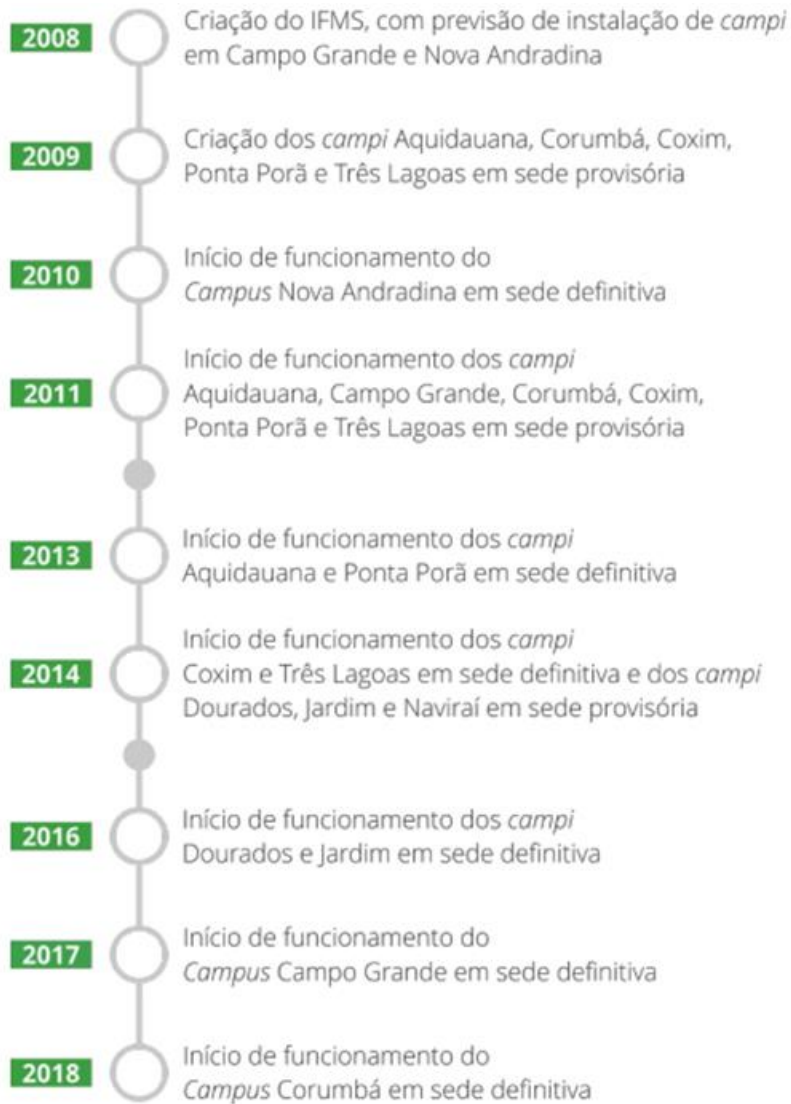 2008
Criação do IFMS, com previsão de instalação de campi
em Campo Grande e Nova Andradina
2009
Criação dos campi Aquidauana, Corumbá, Coxim,
Ponta Porã e Três Lagoas em sede provisória
2010
Início de funcionamento do
Campus Nova Andradina em sede definitiva
2011
Início de funcionamento dos campi
Aquidauana, Campo Grande, Corumbá, Coxim,
Ponta Porã e Três Lagoas em sede provisória
2013
Início de funcionamento dos campi
Aquidauana e Ponta Porã em sede definitiva
2014
Início de funcionamento dos campi
Coxim e Três Lagoas em sede definitiva e dos campi
Dourados, Jardim e Naviraí em sede provisória
2016
Início de funcionamento dos campi
Dourados e Jardim em sede definitiva
2017
Início de funcionamento do
Campus Campo Grande em sede definitiva
2018
Início de funcionamento do
Campus Corumbá em sede definitiva